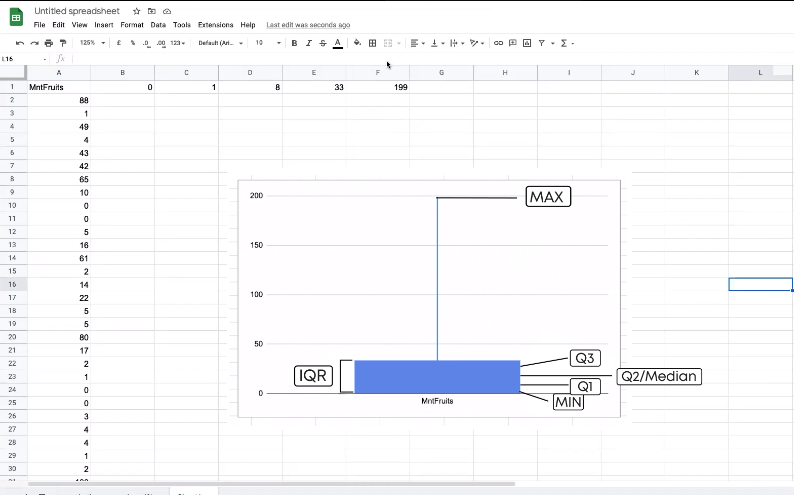 Untitled spreadsheet
File Edit View Insert Format Data Tools Extensions Help Last edit was seconds ago
125% £ % .0 .00 123 Default (Ari... 10 B I S A
L16 fx
A B C D E F G H I J K L
1 MntFruits 0 1 8 33 199
2 88
3 1
4 49
5 4
6 43
7 42
8 65
9 10
10 0
11 0
12 5
13 16
14 61
15 2
16 14
17 22
18 5
19 5
20 80
21 17
22 2
23 1
24 0
25 0
26 3
27 4
28 4
29 1
30 2
200
MAX
150
100
50
Q3
IQR
Q2/Median
Q1
0
MIN
MntFruits